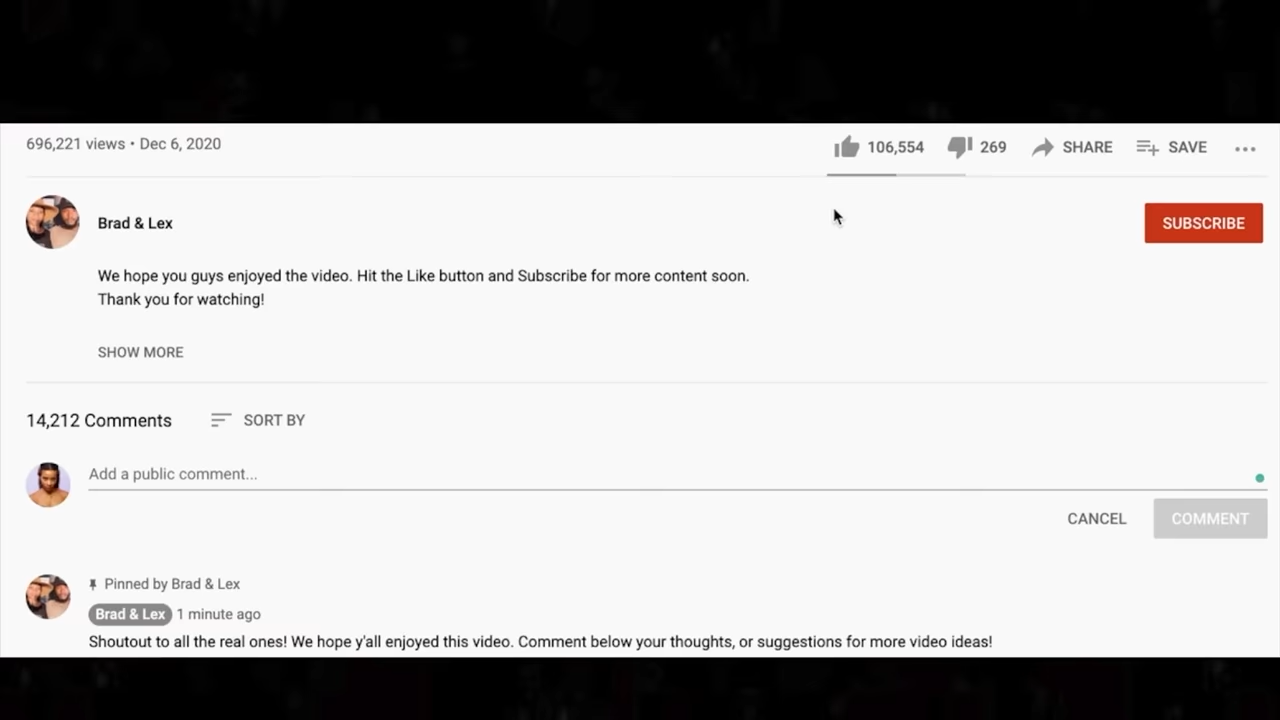 696,221 views • Dec 6, 2020
106,554
269
SHARE
SAVE
Brad & Lex
SUBSCRIBE
We hope you guys enjoyed the video. Hit the Like button and Subscribe for more content soon.
Thank you for watching!
SHOW MORE
14,212 Comments
SORT BY
Add a public comment...
CANCEL
COMMENT
Pinned by Brad & Lex
Brad & Lex 1 minute ago
Shoutout to all the real ones! We hope y'all enjoyed this video. Comment below your thoughts, or suggestions for more video ideas!